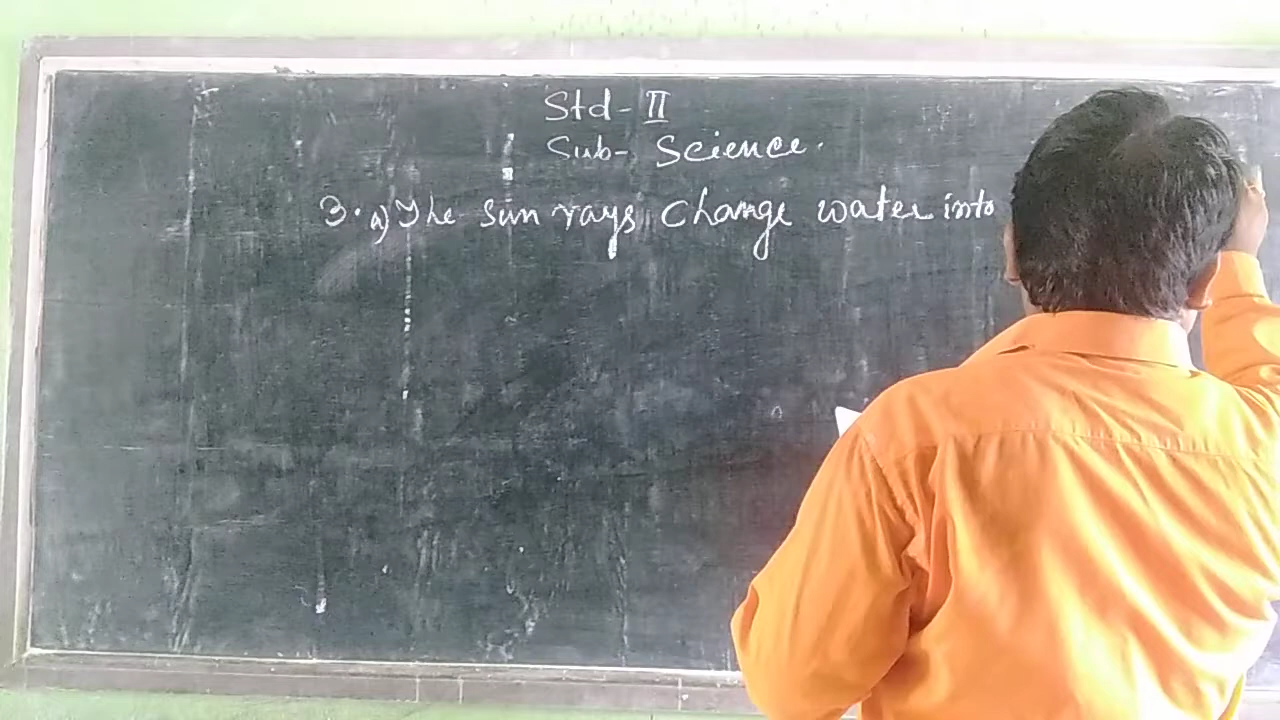 Std - II
Sub - Science.
3. a) The sun rays change water into